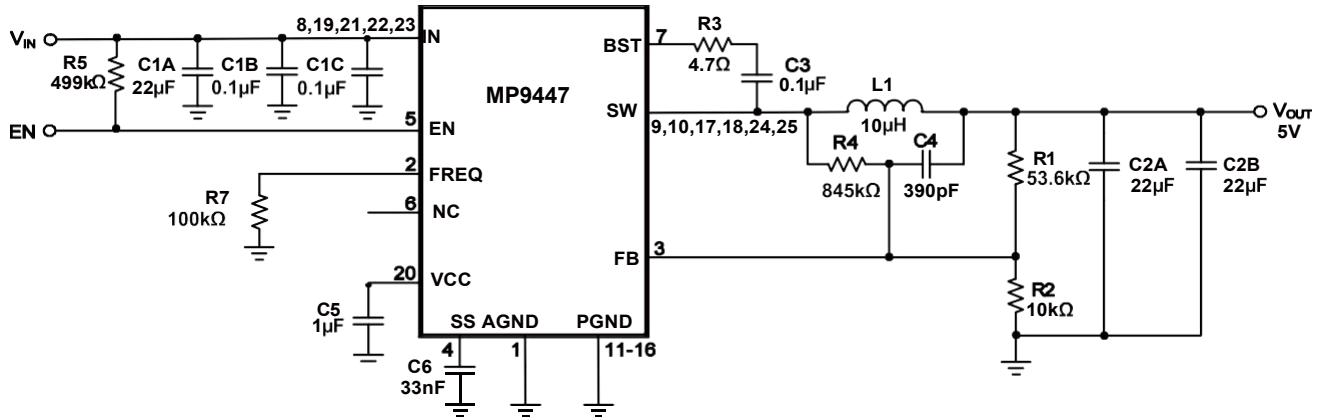 8,19,21,22,23
IN
VIN
R5
499kΩ
C1A
22µF
C1B
0.1µF
C1C
0.1µF
EN
5
EN
2
FREQ
R7
100kΩ
6
NC
20
VCC
C5
1µF
MP9447
SS
AGND
PGND
4
1
11-16
C6
33nF
BST
7
R3
4.7Ω
C3
0.1µF
SW
9,10,17,18,24,25
L1
10µH
R4
845kΩ
C4
390pF
FB
3
R1
53.6kΩ
R2
10kΩ
C2A
22µF
C2B
22µF
VOUT
5V